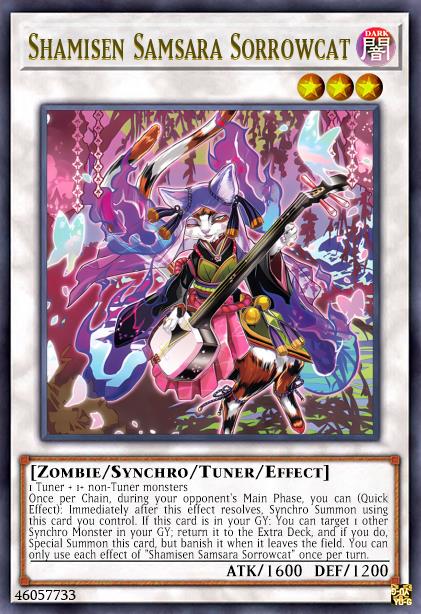 SHAMISEN SAMSARA SORROWCAT
DARK
闇
[ZOMBIE/SYNCHRO/TUNER/EFFECT]
1 Tuner + 1+ non-Tuner monsters
Once per Chain, during your opponent's Main Phase, you can (Quick
Effect): Immediately after this effect resolves, Synchro Summon using
this card you control. If this card is in your GY: You can target 1 other
Synchro Monster in your GY; return it to the Extra Deck, and if you do,
Special Summon this card, but banish it when it leaves the field. You can
only use each effect of "Shamisen Samsara Sorrowcat" once per turn.
ATK/1600 DEF/1200
46057733